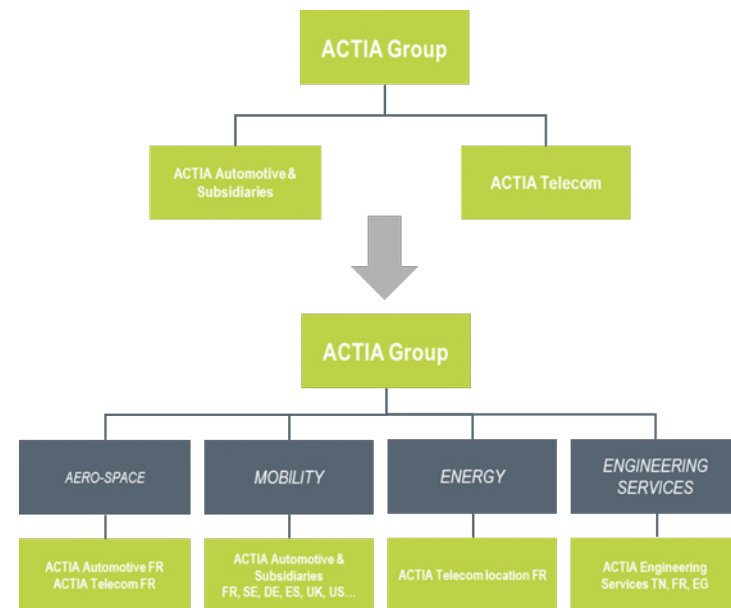 ACTIA Group
ACTIA Automotive &
Subsidiaries
ACTIA Telecom
ACTIA Group
AERO-SPACE
MOBILITY
ENERGY
ENGINEERING
SERVICES
ACTIA Automotive FR
ACTIA Telecom FR
ACTIA Automotive &
Subsidiaries
FR, SE, DE, ES, UK, US...
ACTIA Telecom location FR
ACTIA Engineering
Services TN, FR, EG